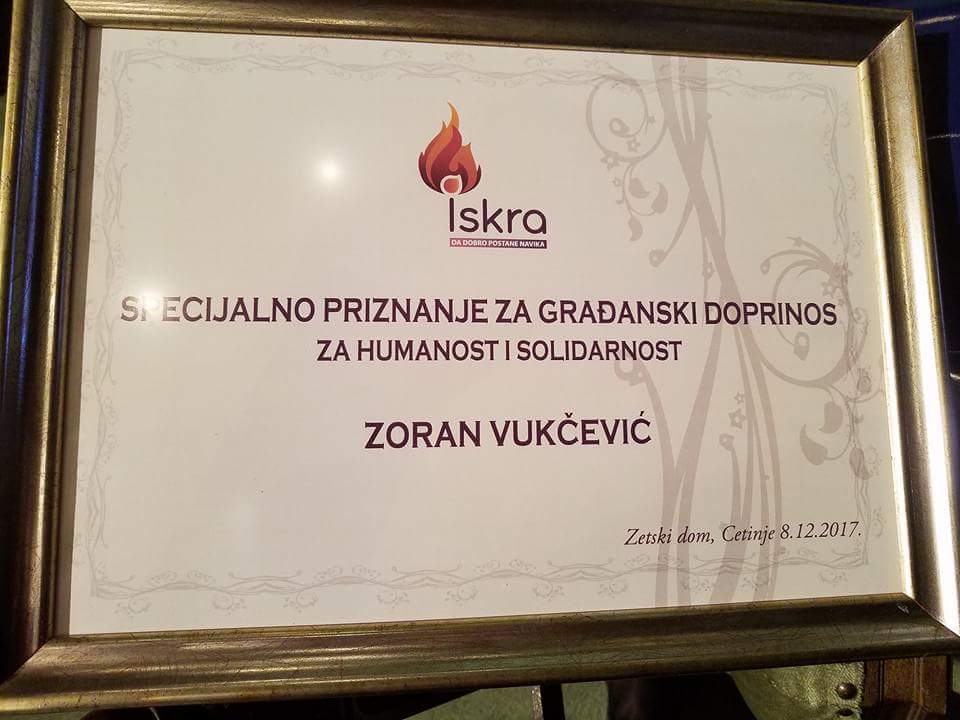 Iskra
DA DOBRO POSTANE NAVIKA
SPECIJALNO PRIZNANJE ZA GRAĐANSKI DOPRINOS
ZA HUMANOST I SOLIDARNOST
ZORAN VUKČEVIĆ
Zetski dom, Cetinje 8.12.2017.